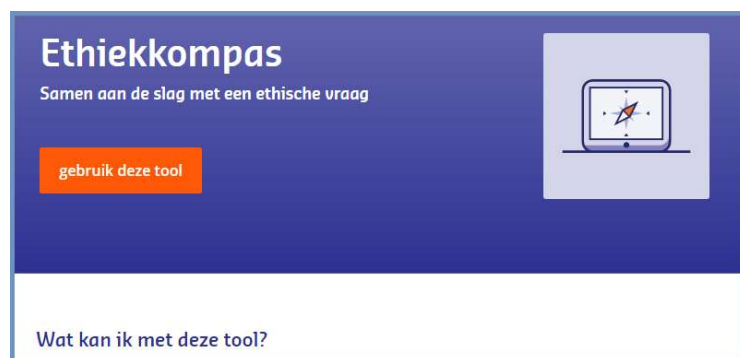 Ethiekkompas
Samen aan de slag met een ethische vraag
gebruik deze tool
Wat kan ik met deze tool?